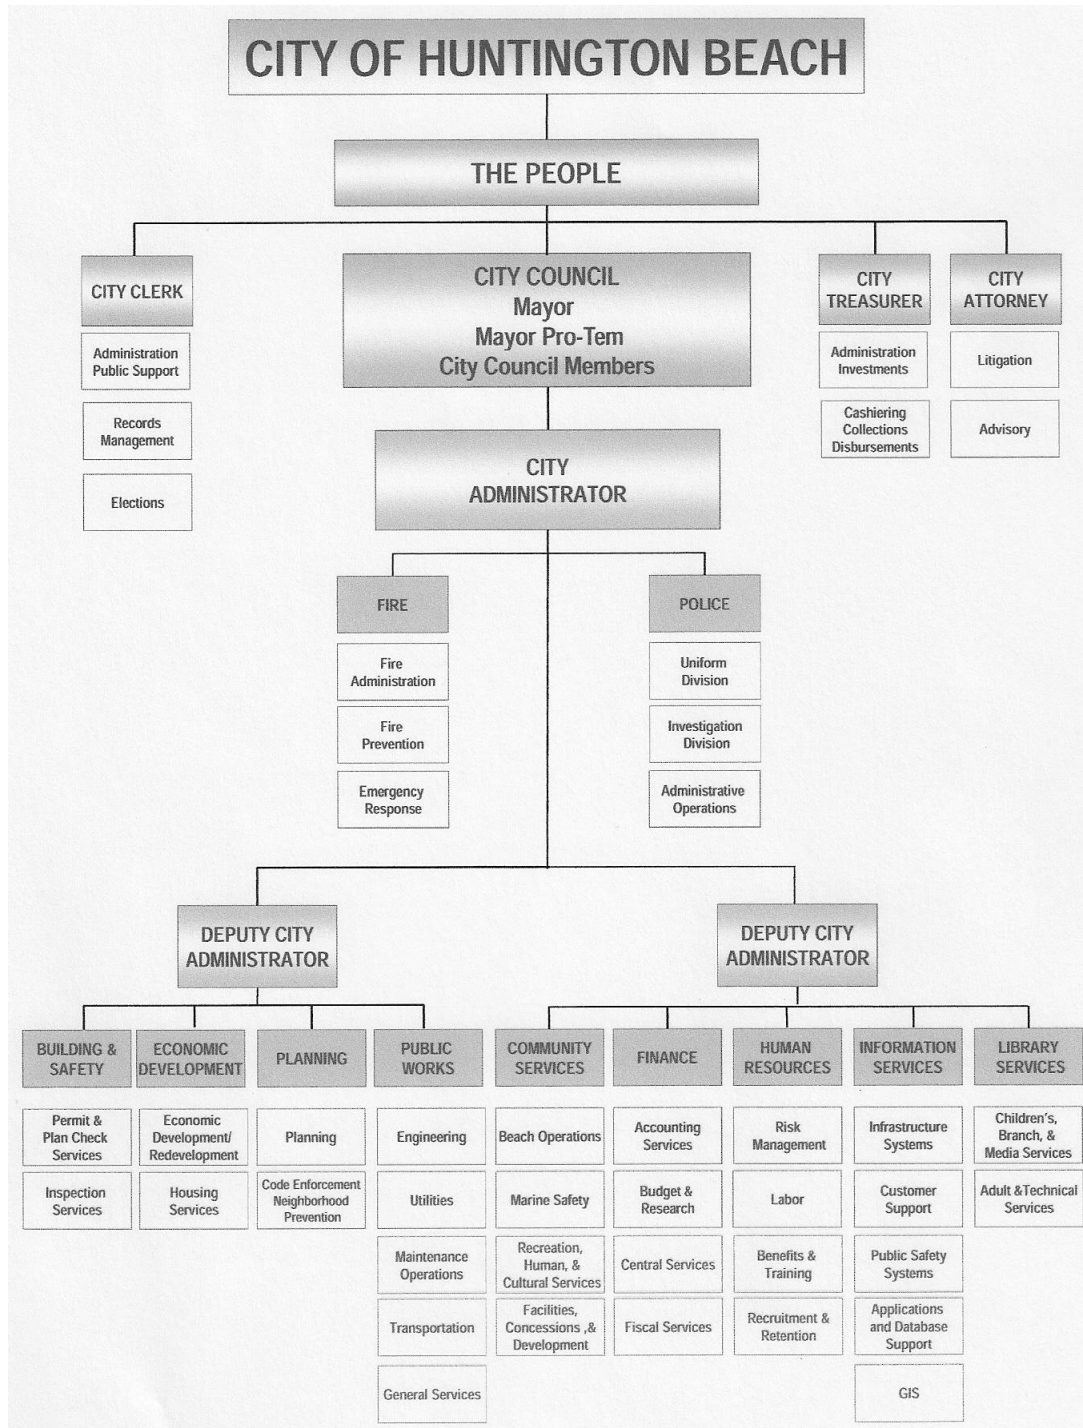 CITY OF HUNTINGTON BEACH
THE PEOPLE
CITY CLERK
Administration
Public Support
Records
Management
Elections
CITY COUNCIL
Mayor
Mayor Pro-Tem
City Council Members
CITY
TREASURER
Administration
Investments
Cashiering
Collections
Disbursements
CITY
ATTORNEY
Litigation
Advisory
CITY
ADMINISTRATOR
FIRE
Fire
Administration
Fire
Prevention
Emergency
Response
POLICE
Uniform
Division
Investigation
Division
Administrative
Operations
DEPUTY CITY
ADMINISTRATOR
BUILDING &
SAFETY
Permit &
Plan Check
Services
Inspection
Services
ECONOMIC
DEVELOPMENT
Economic
Development/
Redevelopment
Housing
Services
PLANNING
Planning
Code Enforcement
Neighborhood
Prevention
PUBLIC
WORKS
Engineering
Utilities
Maintenance
Operations
Transportation
General Services
DEPUTY CITY
ADMINISTRATOR
COMMUNITY
SERVICES
Beach Operations
Marine Safety
Recreation,
Human, &
Cultural Services
Facilities,
Concessions ,&
Development
FINANCE
Accounting
Services
Budget &
Research
Central Services
Fiscal Services
HUMAN
RESOURCES
Risk
Management
Labor
Benefits &
Training
Recruitment &
Retention
INFORMATION
SERVICES
Infrastructure
Systems
Customer
Support
Public Safety
Systems
Applications
and Database
Support
GIS
LIBRARY
SERVICES
Children's,
Branch, &
Media Services
Adult &Technical
Services